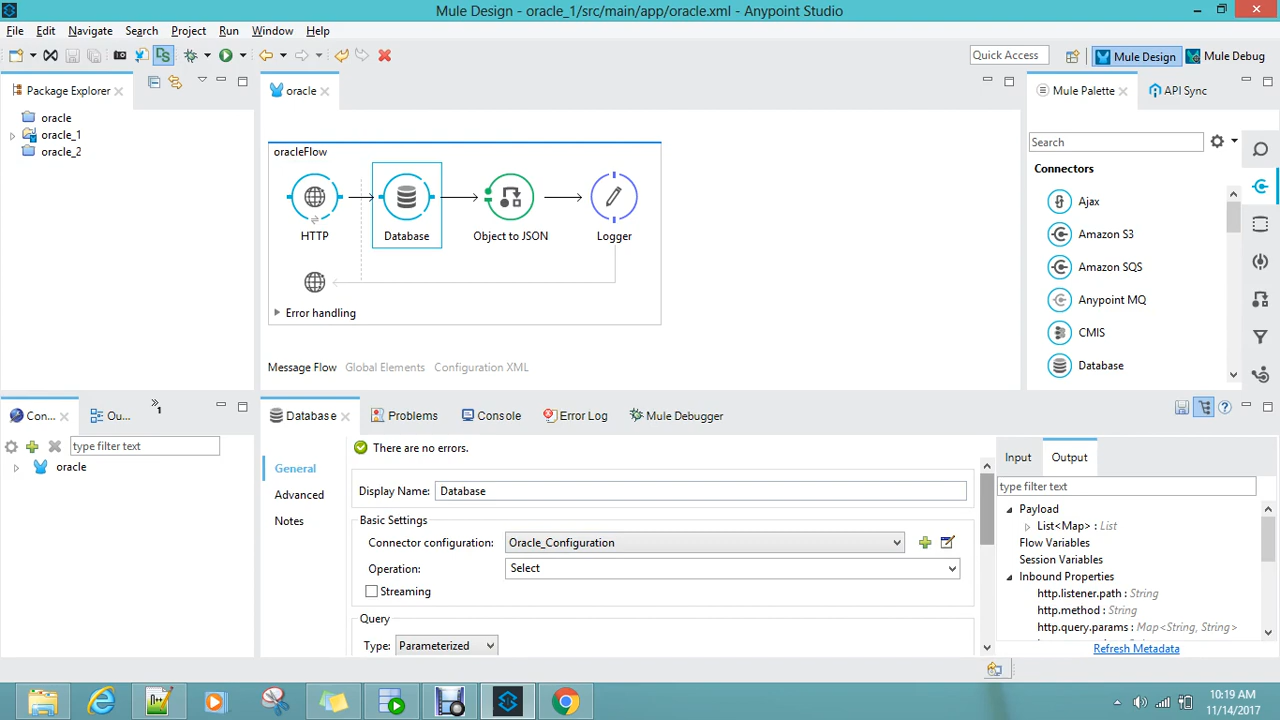 Mule Design - oracle_1/src/main/app/oracle.xml - Anypoint Studio
File Edit Navigate Search Project Run Window Help
Quick Access
Mule Design
Mule Debug
Package Explorer
oracle
oracle_1
oracle_2
oracle
oracleFlow
HTTP
Database
Object to JSON
Logger
Error handling
Message Flow Global Elements Configuration XML
Mule Palette
API Sync
Search
Connectors
Ajax
Amazon S3
Amazon SQS
Anypoint MQ
CMIS
Database
Con...
Ou...
1
type filter text
oracle
Database
Problems
Console
Error Log
Mule Debugger
General
Advanced
Notes
There are no errors.
Display Name: Database
Basic Settings
Connector configuration: Oracle_Configuration
Operation: Select
Streaming
Query
Type: Parameterized
Input
Output
type filter text
Payload
List<Map> : List
Flow Variables
Session Variables
Inbound Properties
http.listener.path : String
http.method : String
http.query.params : Map<String, String>
Refresh Metadata
10:19 AM
11/14/2017